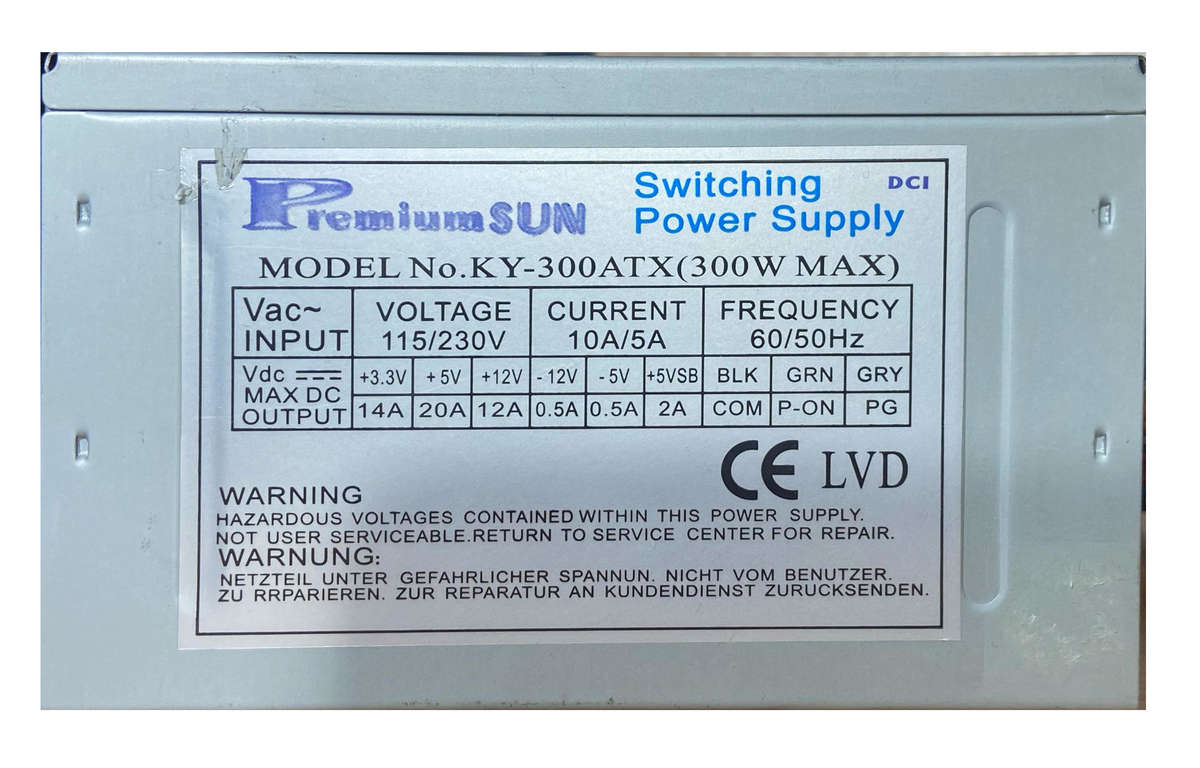 PremiumSUN
Switching
Power Supply
DCI
MODEL No.KY-300ATX(300W MAX)
Vac~ VOLTAGE CURRENT FREQUENCY
INPUT 115/230V 10A/5A 60/50Hz
Vdc +3.3V +5V +12V -12V -5V +5VSB BLK GRN GRY
MAX DC
OUTPUT 14A 20A 12A 0.5A 0.5A 2A COM P-ON PG
CE LVD
WARNING
HAZARDOUS VOLTAGES CONTAINED WITHIN THIS POWER SUPPLY.
NOT USER SERVICEABLE.RETURN TO SERVICE CENTER FOR REPAIR.
WARNUNG:
NETZTEIL UNTER GEFAHRLICHER SPANNUN. NICHT VOM BENUTZER.
ZU RRPARIEREN. ZUR REPARATUR AN KUNDENDIENST ZURUCKSENDEN.